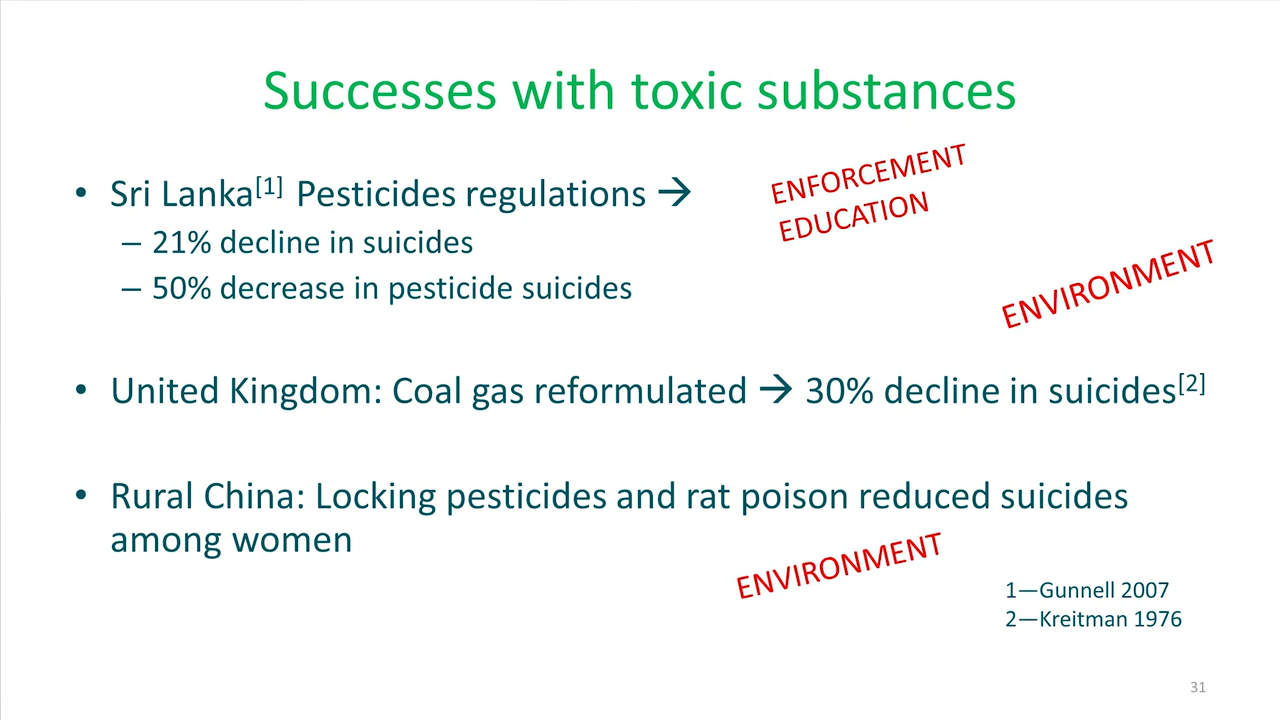 Successes with toxic substances
• Sri Lanka[1] Pesticides regulations →
– 21% decline in suicides
– 50% decrease in pesticide suicides
ENFORCEMENT
EDUCATION
ENVIRONMENT
• United Kingdom: Coal gas reformulated → 30% decline in suicides[2]
• Rural China: Locking pesticides and rat poison reduced suicides
among women
ENVIRONMENT
1—Gunnell 2007
2—Kreitman 1976
31